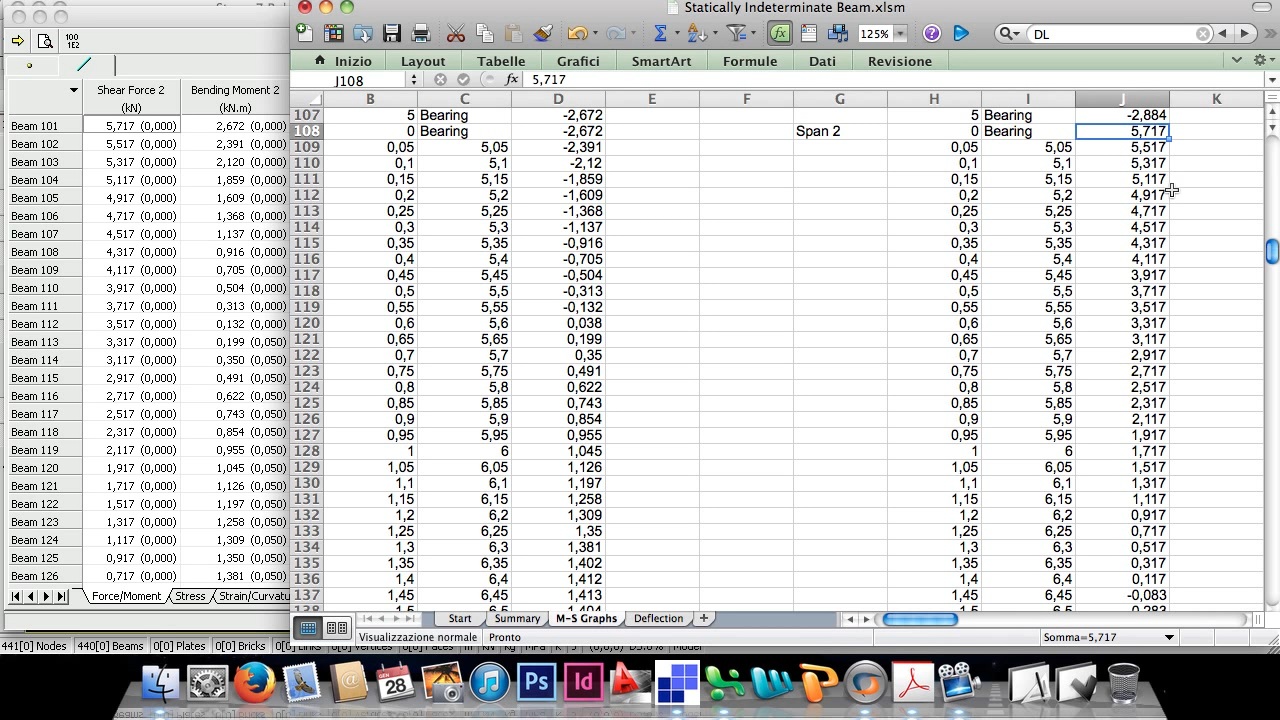 Statically Indeterminate Beam.xlsm
100
1E2
125%
DL
Inizio Layout Tabelle Grafici SmartArt Formule Dati Revisione
J108 fx 5,717
Shear Force 2 Bending Moment 2
(kN) (kN.m)
Beam 101 5,717 (0,000) 2,672 (0,000)
Beam 102 5,517 (0,000) 2,391 (0,000)
Beam 103 5,317 (0,000) 2,120 (0,000)
Beam 104 5,117 (0,000) 1,859 (0,000)
Beam 105 4,917 (0,000) 1,609 (0,000)
Beam 106 4,717 (0,000) 1,368 (0,000)
Beam 107 4,517 (0,000) 1,137 (0,000)
Beam 108 4,317 (0,000) 0,916 (0,000)
Beam 109 4,117 (0,000) 0,705 (0,000)
Beam 110 3,917 (0,000) 0,504 (0,000)
Beam 111 3,717 (0,000) 0,313 (0,000)
Beam 112 3,517 (0,000) 0,132 (0,000)
Beam 113 3,317 (0,000) 0,199 (0,050)
Beam 114 3,117 (0,000) 0,350 (0,050)
Beam 115 2,917 (0,000) 0,491 (0,050)
Beam 116 2,717 (0,000) 0,622 (0,050)
Beam 117 2,517 (0,000) 0,743 (0,050)
Beam 118 2,317 (0,000) 0,854 (0,050)
Beam 119 2,117 (0,000) 0,955 (0,050)
Beam 120 1,917 (0,000) 1,045 (0,050)
Beam 121 1,717 (0,000) 1,126 (0,050)
Beam 122 1,517 (0,000) 1,197 (0,050)
Beam 123 1,317 (0,000) 1,258 (0,050)
Beam 124 1,117 (0,000) 1,309 (0,050)
Beam 125 0,917 (0,000) 1,350 (0,050)
Beam 126 0,717 (0,000) 1,381 (0,050)
Force/Moment Stress Strain/Curvatu
B C D E F G H I J K
107 5 Bearing -2,672 5 Bearing -2,884
108 0 Bearing -2,672 Span 2 0 Bearing 5,717
109 0,05 5,05 -2,391 0,05 5,05 5,517
110 0,1 5,1 -2,12 0,1 5,1 5,317
111 0,15 5,15 -1,859 0,15 5,15 5,117
112 0,2 5,2 -1,609 0,2 5,2 4,917
113 0,25 5,25 -1,368 0,25 5,25 4,717
114 0,3 5,3 -1,137 0,3 5,3 4,517
115 0,35 5,35 -0,916 0,35 5,35 4,317
116 0,4 5,4 -0,705 0,4 5,4 4,117
117 0,45 5,45 -0,504 0,45 5,45 3,917
118 0,5 5,5 -0,313 0,5 5,5 3,717
119 0,55 5,55 -0,132 0,55 5,55 3,517
120 0,6 5,6 0,038 0,6 5,6 3,317
121 0,65 5,65 0,199 0,65 5,65 3,117
122 0,7 5,7 0,35 0,7 5,7 2,917
123 0,75 5,75 0,491 0,75 5,75 2,717
124 0,8 5,8 0,622 0,8 5,8 2,517
125 0,85 5,85 0,743 0,85 5,85 2,317
126 0,9 5,9 0,854 0,9 5,9 2,117
127 0,95 5,95 0,955 0,95 5,95 1,917
128 1 6 1,045 1 6 1,717
129 1,05 6,05 1,126 1,05 6,05 1,517
130 1,1 6,1 1,197 1,1 6,1 1,317
131 1,15 6,15 1,258 1,15 6,15 1,117
132 1,2 6,2 1,309 1,2 6,2 0,917
133 1,25 6,25 1,35 1,25 6,25 0,717
134 1,3 6,3 1,381 1,3 6,3 0,517
135 1,35 6,35 1,402 1,35 6,35 0,317
136 1,4 6,4 1,412 1,4 6,4 0,117
137 1,45 6,45 1,413 1,45 6,45 -0,083
138 1,5 6,5 1,404 1,5 6,5 -0,283
Start Summary M-S Graphs Deflection
Visualizzazione normale Pronto Somma=5,717
441[0] Nodes 440[0] Beams 0[0] Plates 0[0] Bricks
GEN
28
Ps
Id